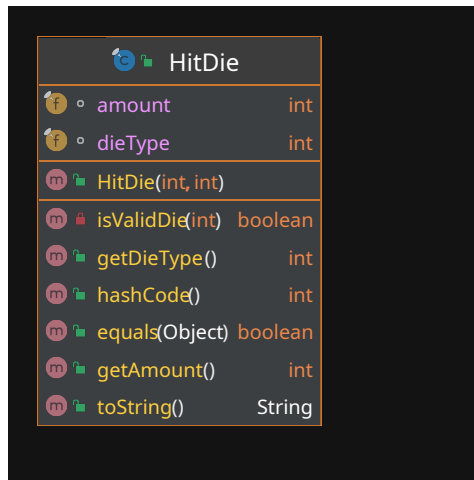 HitDie
amount int
dieType int
HitDie(int, int)
isValidDie(int) boolean
getDieType() int
hashCode() int
equals(Object) boolean
getAmount() int
toString() String